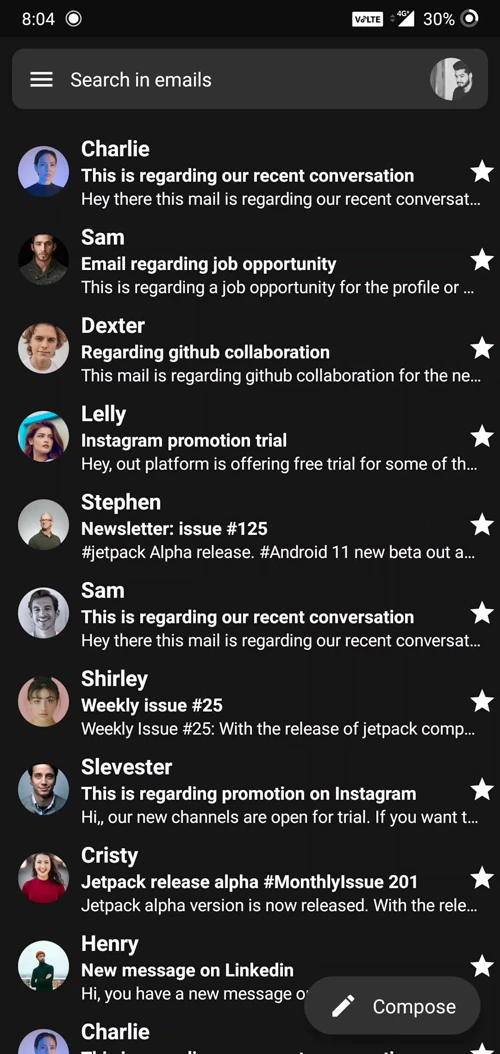 8:04 VoLTE 4G+ 30%
Search in emails
Charlie
This is regarding our recent conversation
Hey there this mail is regarding our recent conversat...
Sam
Email regarding job opportunity
This is regarding a job opportunity for the profile or ...
Dexter
Regarding github collaboration
This mail is regarding github collaboration for the ne...
Lelly
Instagram promotion trial
Hey, out platform is offering free trial for some of th...
Stephen
Newsletter: issue #125
#jetpack Alpha release. #Android 11 new beta out a...
Sam
This is regarding our recent conversation
Hey there this mail is regarding our recent conversat...
Shirley
Weekly issue #25
Weekly Issue #25: With the release of jetpack comp...
Slevester
This is regarding promotion on Instagram
Hi,, our new channels are open for trial. If you want t...
Cristy
Jetpack release alpha #MonthlyIssue 201
Jetpack alpha version is now released. With the rele...
Henry
New message on Linkedin
Hi, you have a new message
Compose
Charlie